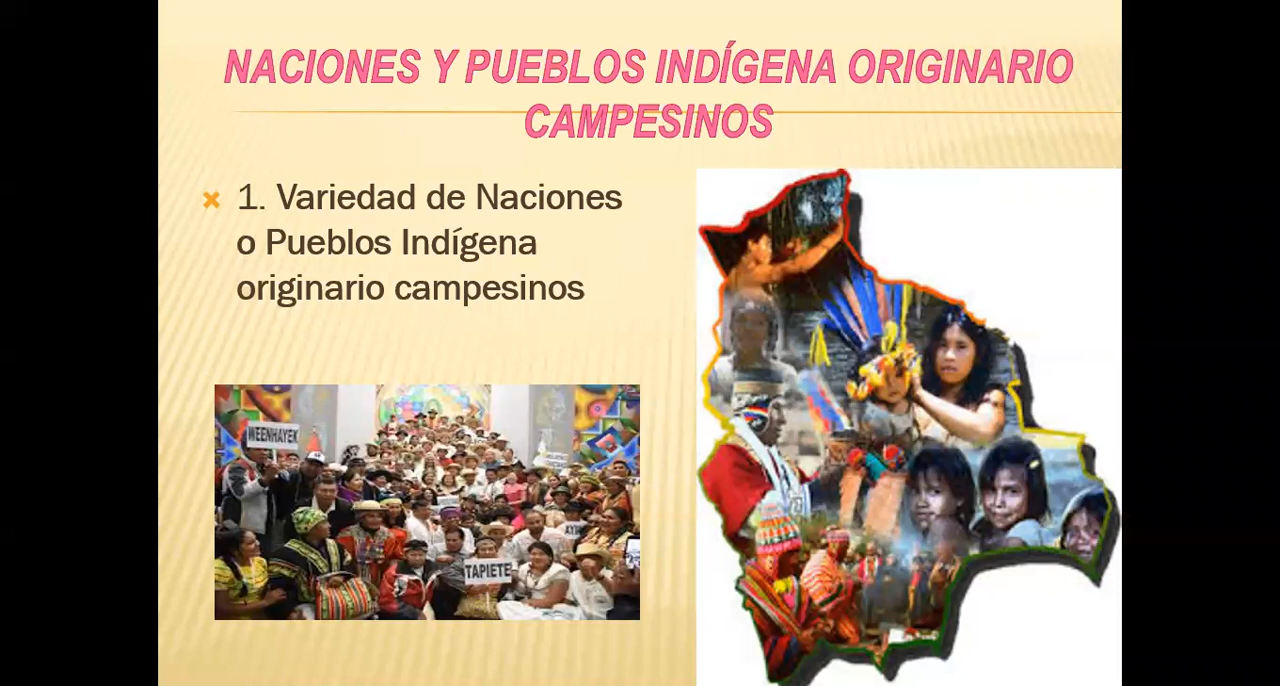 NACIONES Y PUEBLOS INDÍGENA ORIGINARIO
CAMPESINOS
1. Variedad de Naciones
o Pueblos Indígena
originario campesinos
WEENHAYEK
TAPIETE